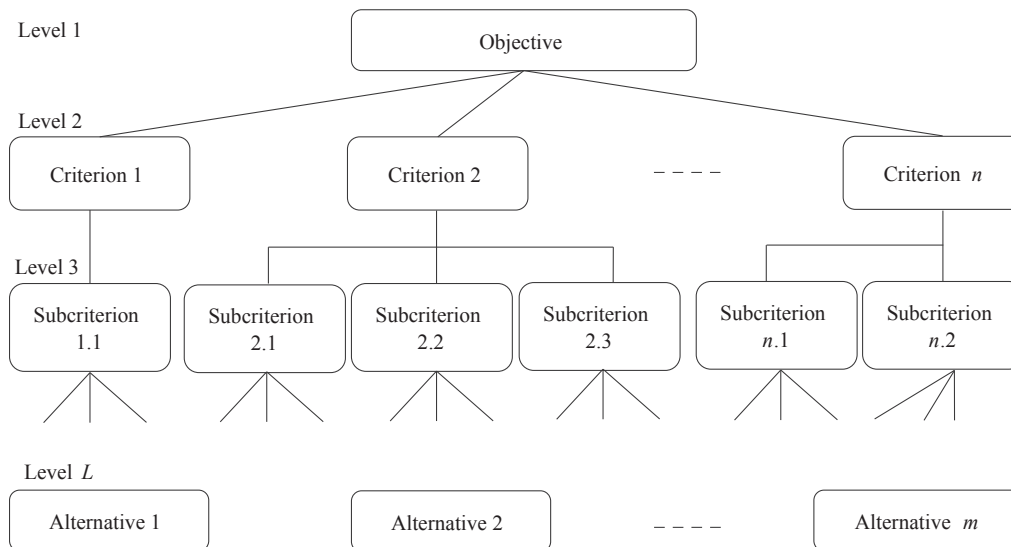 Level 1
Objective
Level 2
Criterion 1
Criterion 2
Criterion n
Level 3
Subcriterion
1.1
Subcriterion
2.1
Subcriterion
2.2
Subcriterion
2.3
Subcriterion
n.1
Subcriterion
n.2
Level L
Alternative 1
Alternative 2
Alternative m